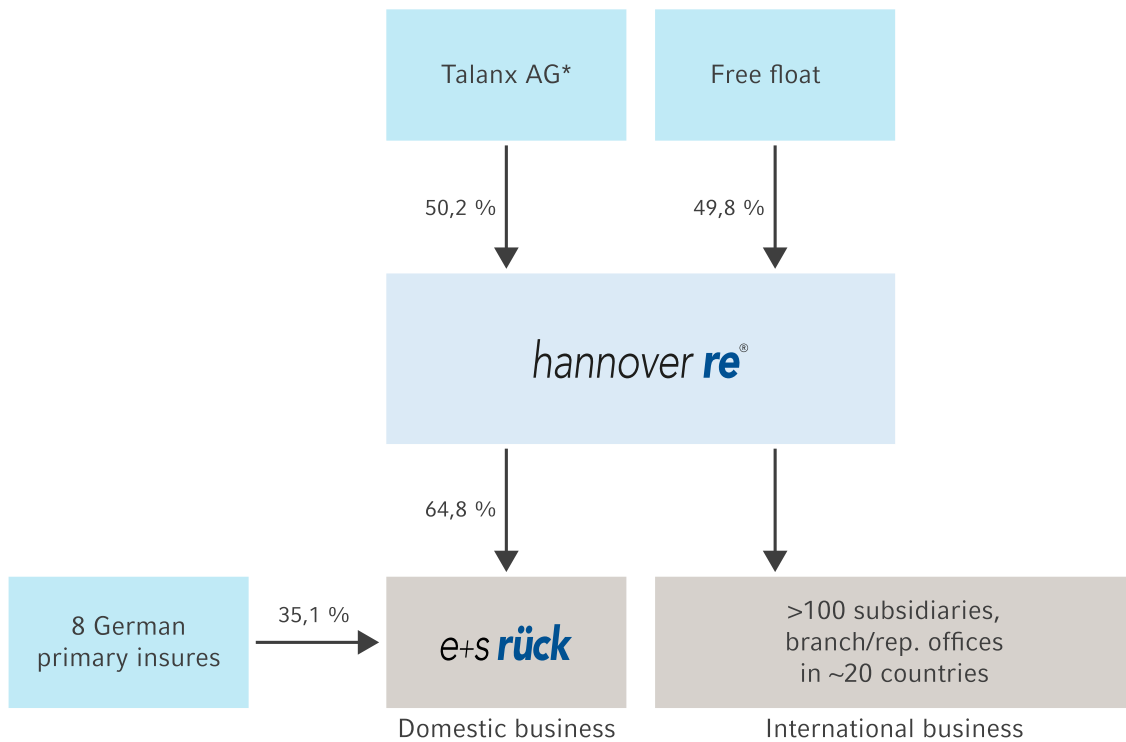 Talanx AG*
Free float
50,2 %
49,8 %
hannover re®
64,8 %
8 German
primary insures
35,1 %
e+s rück
>100 subsidiaries,
branch/rep. offices
in ~20 countries
Domestic business
International business